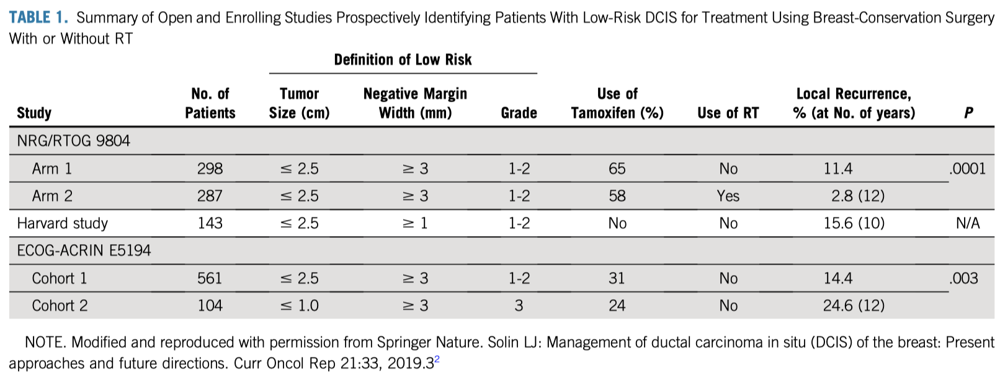 TABLE 1. Summary of Open and Enrolling Studies Prospectively Identifying Patients With Low-Risk DCIS for Treatment Using Breast-Conservation Surgery
With or Without RT
Definition of Low Risk
No. of Tumor Negative Margin Use of Local Recurrence,
Study Patients Size (cm) Width (mm) Grade Tamoxifen (%) Use of RT % (at No. of years) P
NRG/RTOG 9804
Arm 1 298 ≤ 2.5 ≥ 3 1-2 65 No 11.4 .0001
Arm 2 287 ≤ 2.5 ≥ 3 1-2 58 Yes 2.8 (12)
Harvard study 143 ≤ 2.5 ≥ 1 1-2 No No 15.6 (10) N/A
ECOG-ACRIN E5194
Cohort 1 561 ≤ 2.5 ≥ 3 1-2 31 No 14.4 .003
Cohort 2 104 ≤ 1.0 ≥ 3 3 24 No 24.6 (12)
NOTE. Modified and reproduced with permission from Springer Nature. Solin LJ: Management of ductal carcinoma in situ (DCIS) of the breast: Present
approaches and future directions. Curr Oncol Rep 21:33, 2019.3²